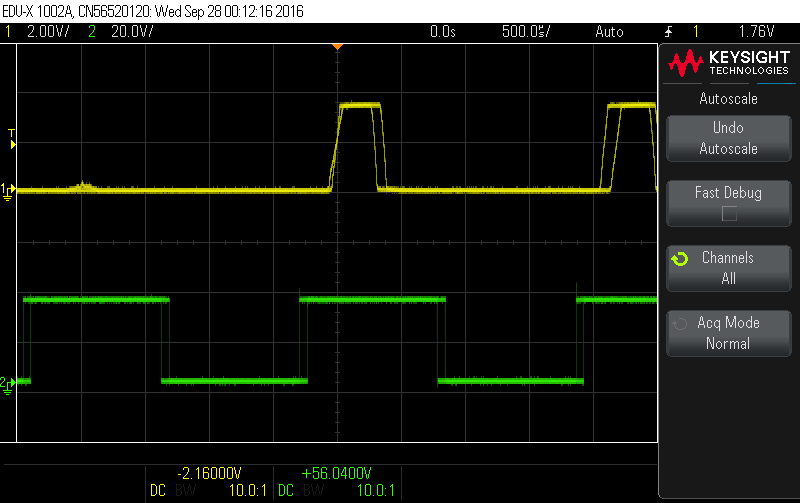 EDU-X 1002A, CN56520120: Wed Sep 28 00:12:16 2016
1 2.00V/ 2 20.0V/ 0.0s 500.0㎲/ Auto 1 1.76V
KEYSIGHT
TECHNOLOGIES
Autoscale
Undo
Autoscale
Fast Debug
Channels
All
Acq Mode
Normal
T
1
2
-2.16000V +56.0400V
DC BW 10.0:1 DC BW 10.0:1